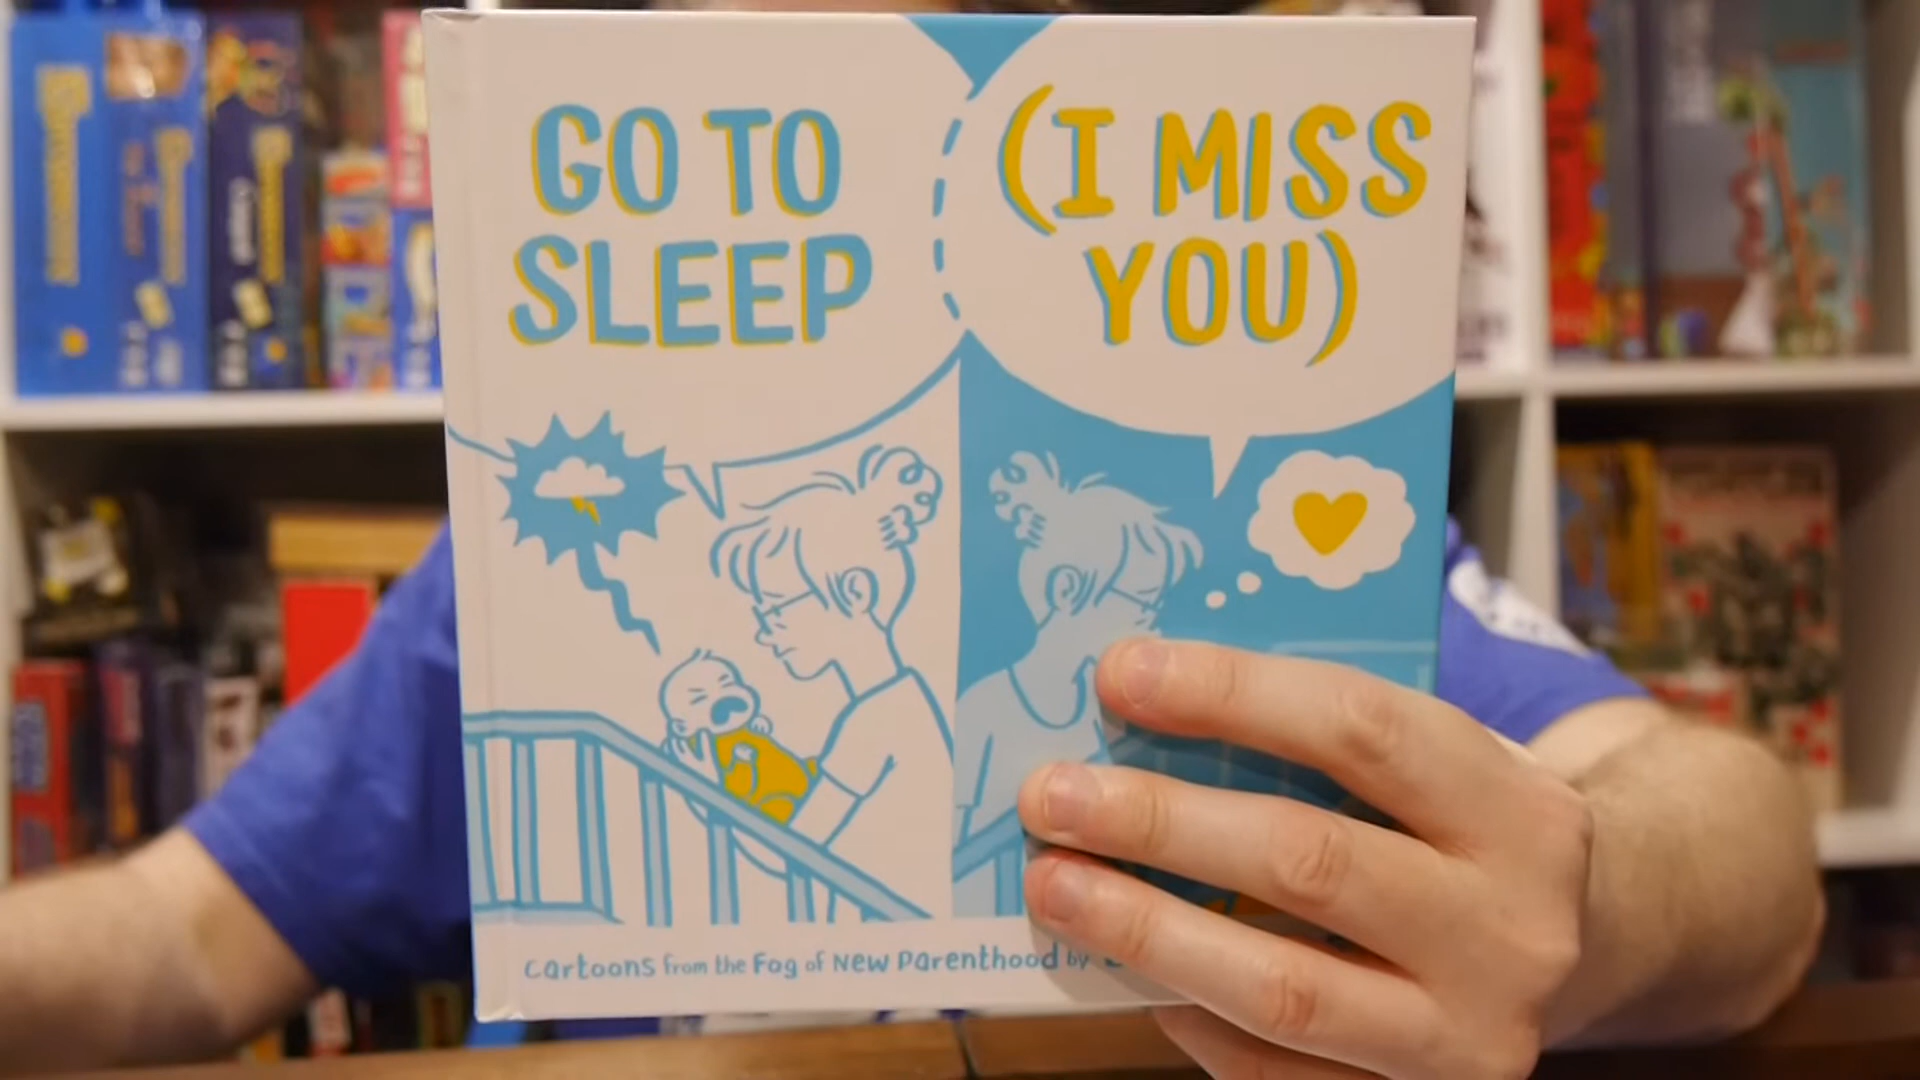 GO TO
SLEEP
(I MISS
YOU)
Cartoons from the Fog of New Parenthood by